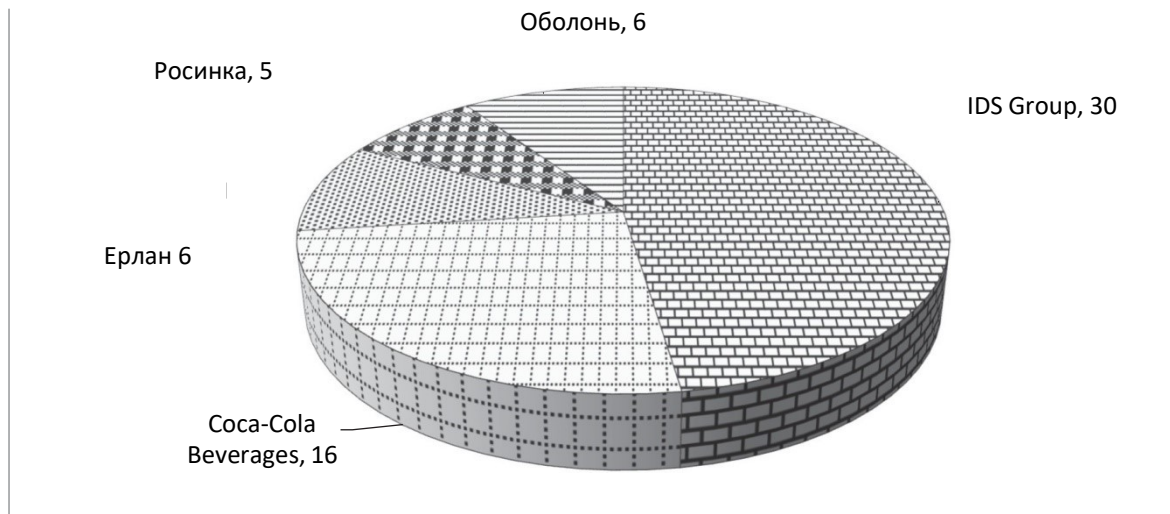 Оболонь, 6
Росинка, 5
IDS Group, 30
Ерлан 6
Coca-Cola
Beverages, 16